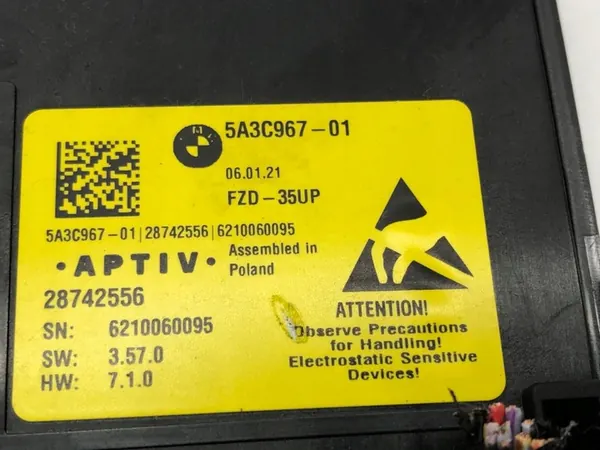 BMW
5A3C967-01
06.01.21
FZD-35UP
5A3C967-01|28742556|6210060095
•APTIV•
Assembled in
Poland
28742556
SN: 6210060095
SW: 3.57.0
HW: 7.1.0
ATTENTION!
Observe Precautions
for Handling!
Electrostatic Sensitive
Devices!